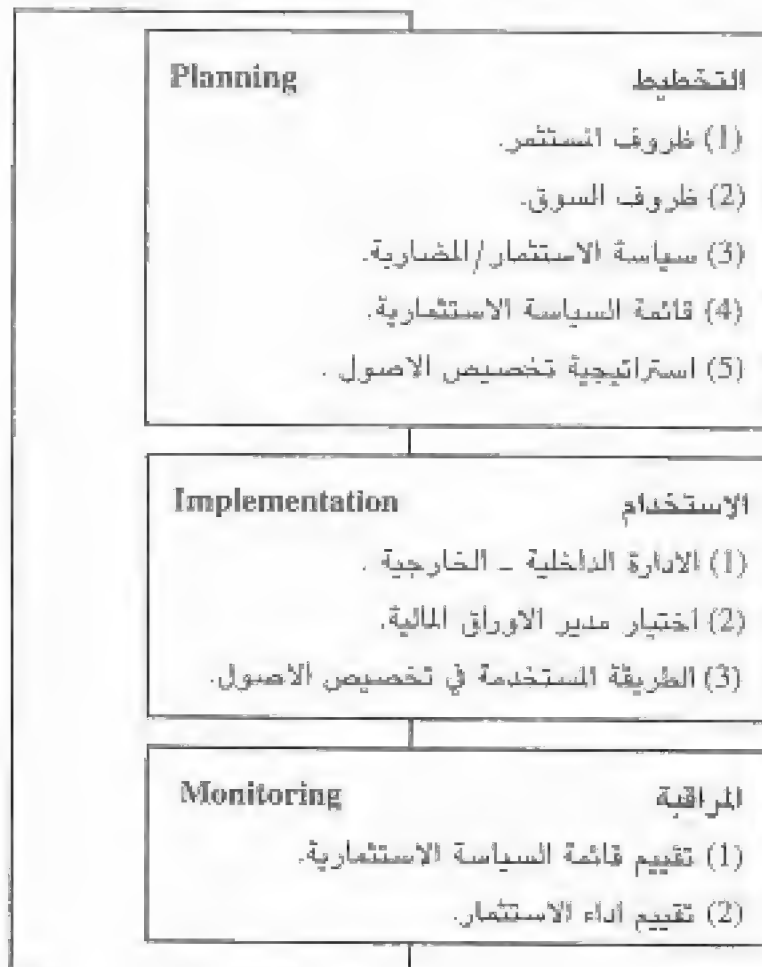 التخطيط Planning
(1) ظروف المستثمر.
(2) ظروف السوق.
(3) سياسة الاستثمار/المضاربة.
(4) قائمة السياسة الاستثمارية.
(5) استراتيجية تخصيص الاصول .
الإستخدام Implementation
(1) الادارة الداخلية - الخارجية .
(2) اختيار مدير الاوراق المالية.
(3) الطريقة المستخدمة في تخصيص الاصول.
المراقبة Monitoring
(1) تقييم قائمة السياسة الاستثمارية.
(2) تقييم اداء الاستثمار.